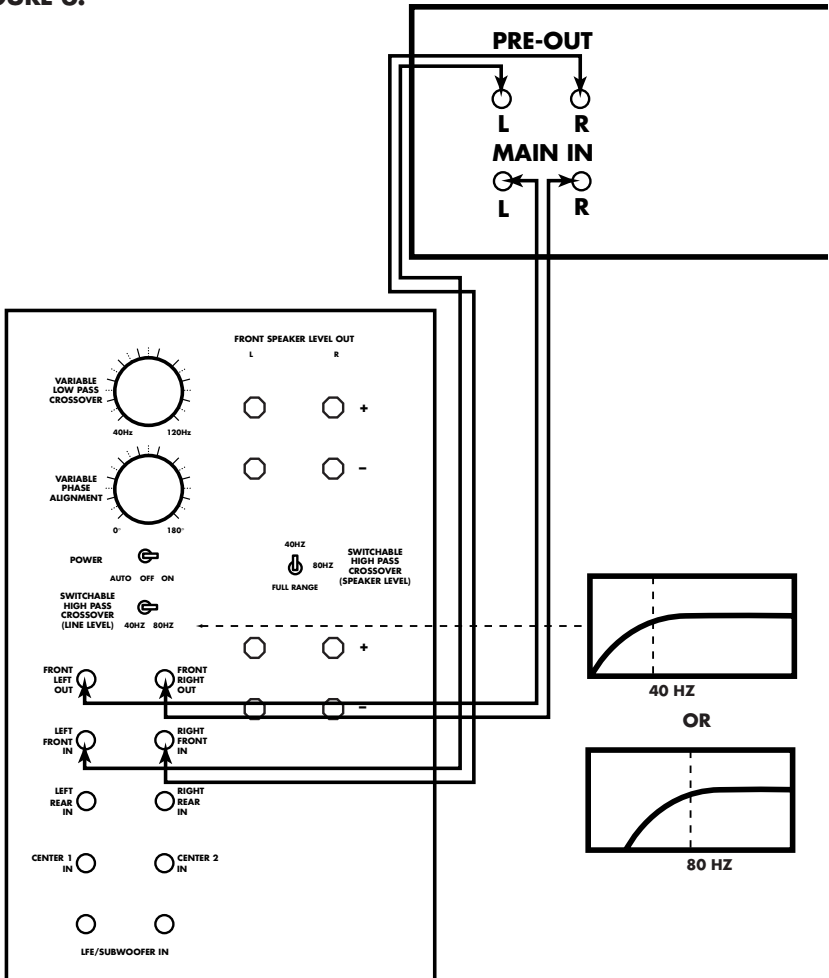 PRE-OUT
L R
MAIN IN
L R
FRONT SPEAKER LEVEL OUT
L R
VARIABLE
LOW PASS
CROSSOVER
40Hz 120Hz
+
VARIABLE
PHASE
ALIGNMENT
0° 180°
–
POWER
AUTO OFF ON
40HZ
80HZ
FULL RANGE
SWITCHABLE
HIGH PASS
CROSSOVER
(SPEAKER LEVEL)
SWITCHABLE
HIGH PASS
CROSSOVER
(LINE LEVEL)
40HZ 80HZ
+
–
FRONT
LEFT
OUT
FRONT
RIGHT
OUT
LEFT
FRONT
IN
RIGHT
FRONT
IN
LEFT
REAR
IN
RIGHT
REAR
IN
CENTER 1
IN
CENTER 2
IN
LFE/SUBWOOFER IN
40 HZ
OR
80 HZ